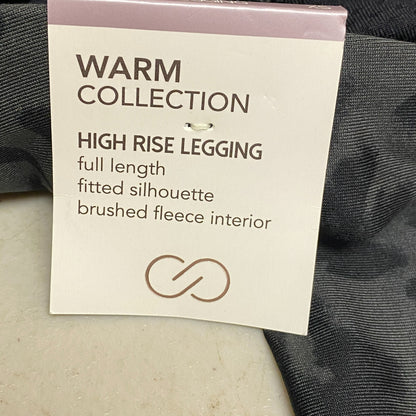 WARM
COLLECTION
HIGH RISE LEGGING
full length
fitted silhouette
brushed fleece interior